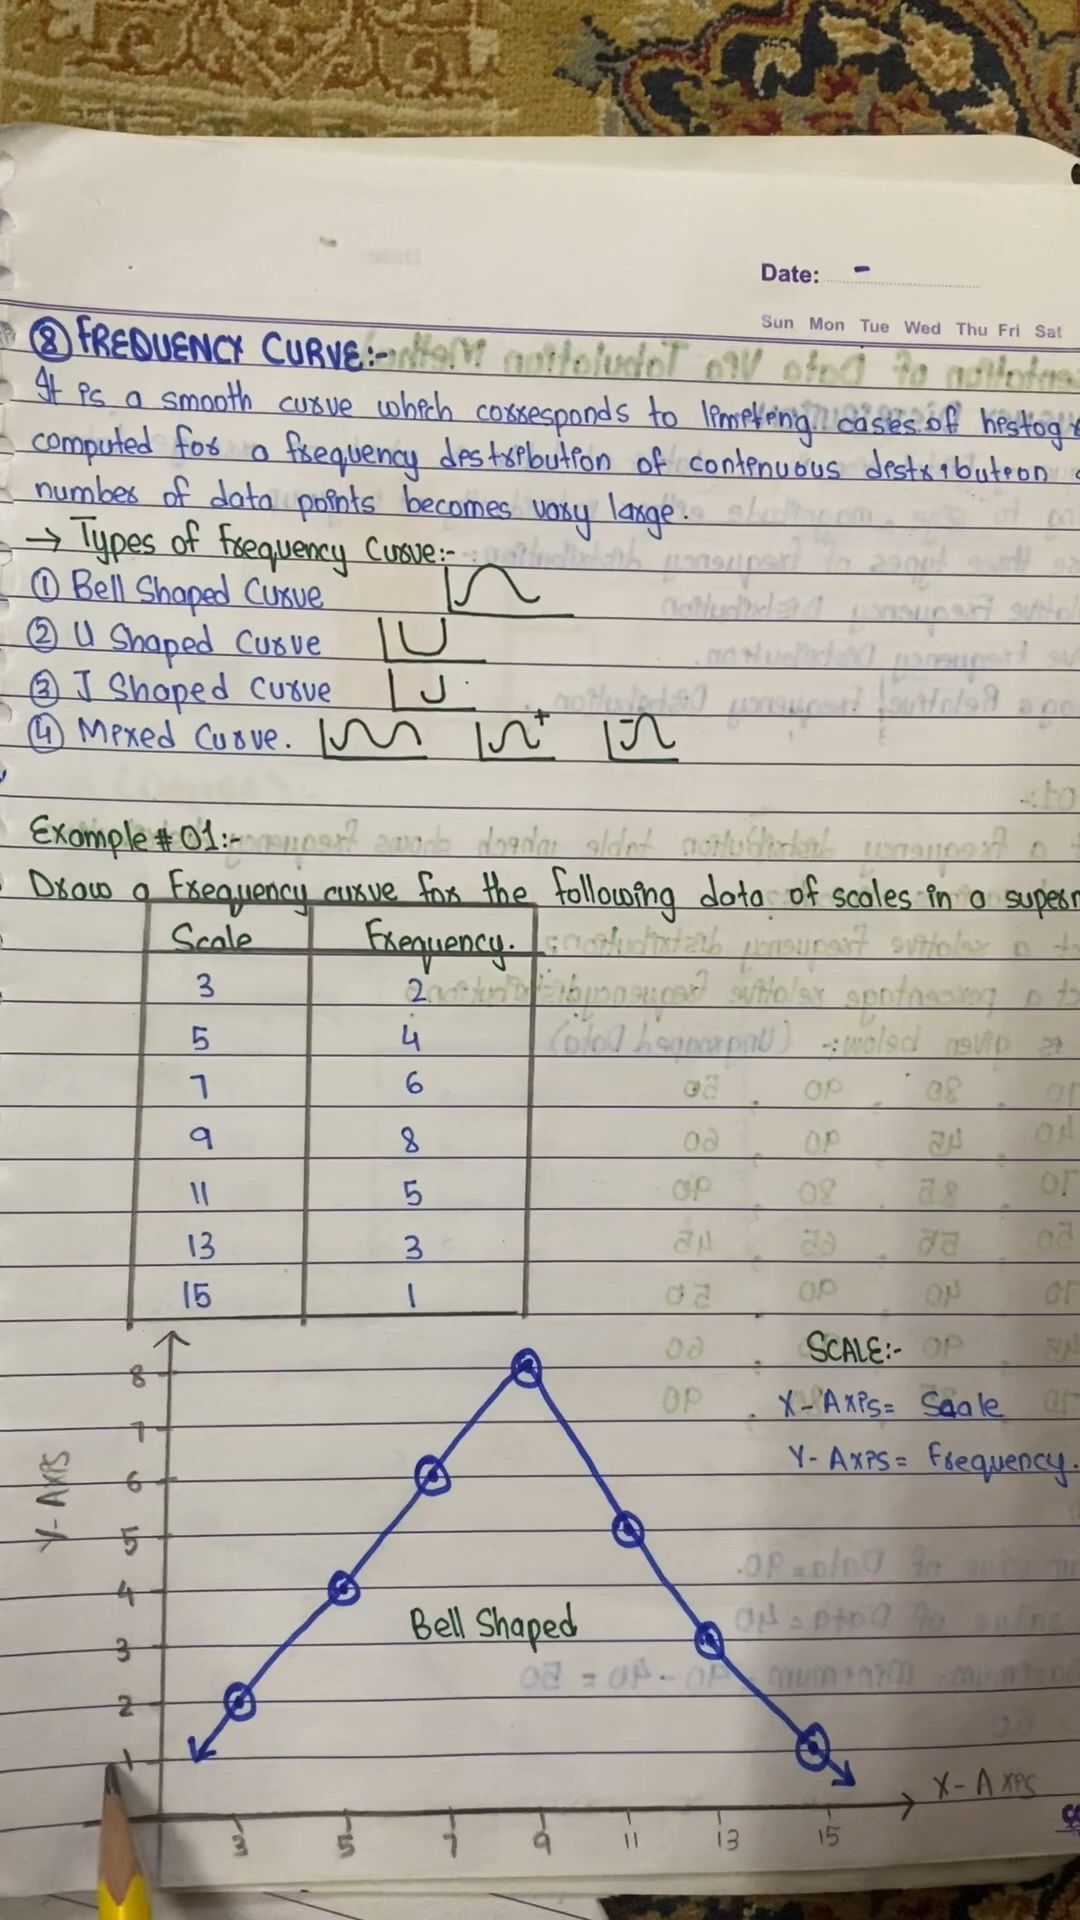 Date: -
Sun Mon Tue Wed Thu Fri Sat
⑧ FREQUENCY CURVE:-
It is a smooth curve which corresponds to limiting cases of histog
computed for a frequency distribution of continuous distribution
number of data points becomes vary large.
→ Types of Frequency Curve:-
① Bell Shaped Curve
② U Shaped Curve
③ J Shaped Curve
④ Mixed Curve. + -
Example # 01:-
Draw a Frequency curve for the following data of scales in a super
Scale Frequency.
3 2
5 4
7 6
9 8
11 5
13 3
15 1
SCALE:-
X-Axis= Scale
Y-Axis= Frequency.
Y-Axis
8
7
6
5
4
3
2
1
Bell Shaped
X-Axis
3 5 7 9 11 13 15